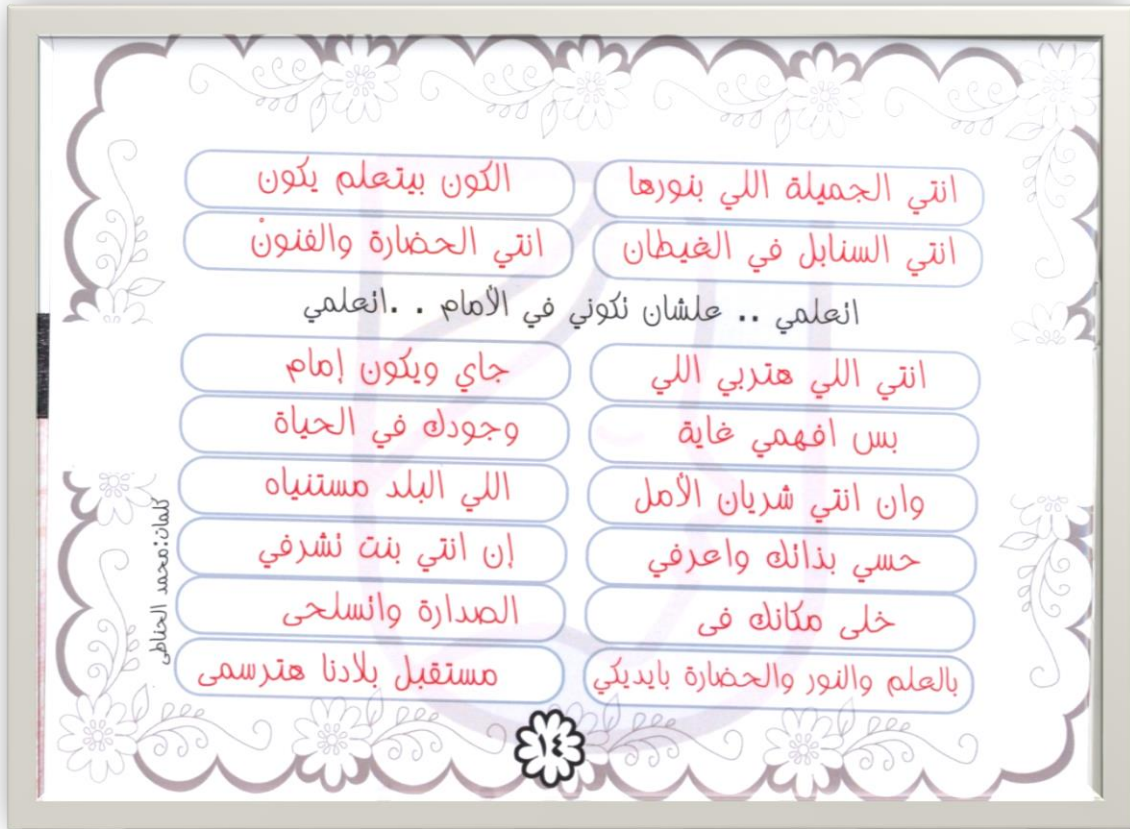 انتي الجميلة اللي بنورها الكون بيتعلم يكون
انتي السنابل في الغيطان انتي الحضارة والفنون
اتعلمي .. علشان تكوني في الأمام . .اتعلمي
انتي اللي هتربي اللي جاي ويكون إمام
بس افهمي غاية وجودك في الحياة
وان انتي شريان الأمل اللي البلد مستنياه
حسي بذاتك واعرفي إن انتي بنت تشرفي
خلى مكانك فى الصدارة واتسلحى
بالعلم والنور والحضارة بايديكي مستقبل بلادنا هترسمى
كلمات:محمد الحناطى
١٤